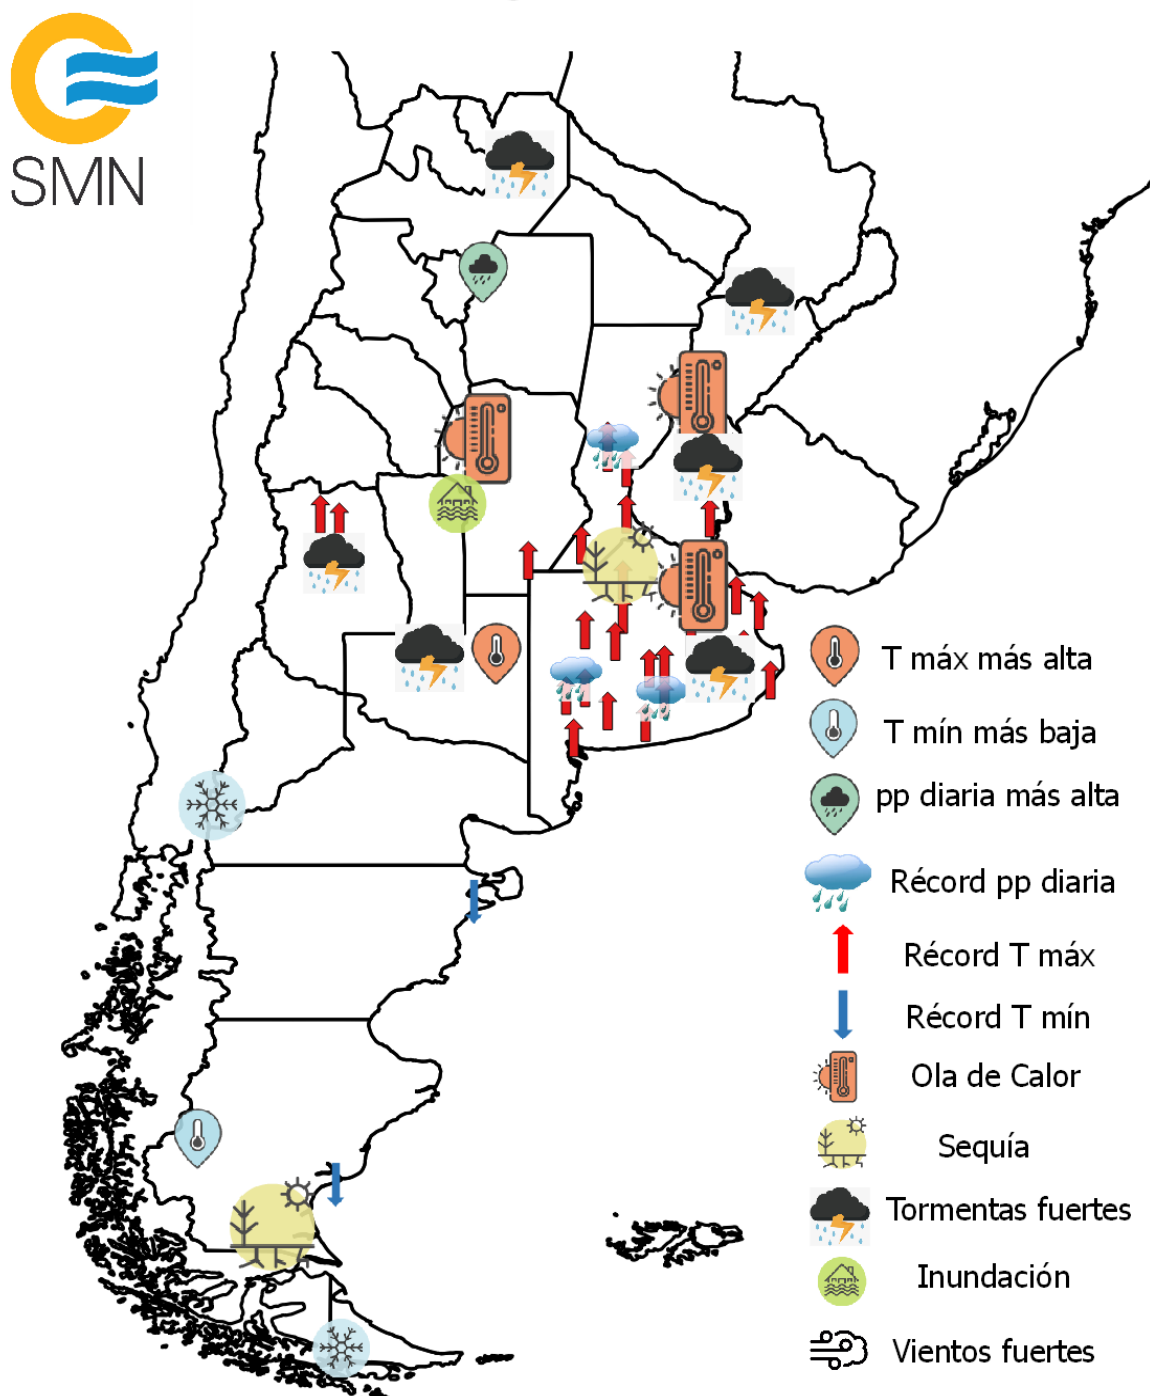 SMN
T máx más alta
T mín más baja
pp diaria más alta
Récord pp diaria
Récord T máx
Récord T mín
Ola de Calor
Sequía
Tormentas fuertes
Inundación
Vientos fuertes